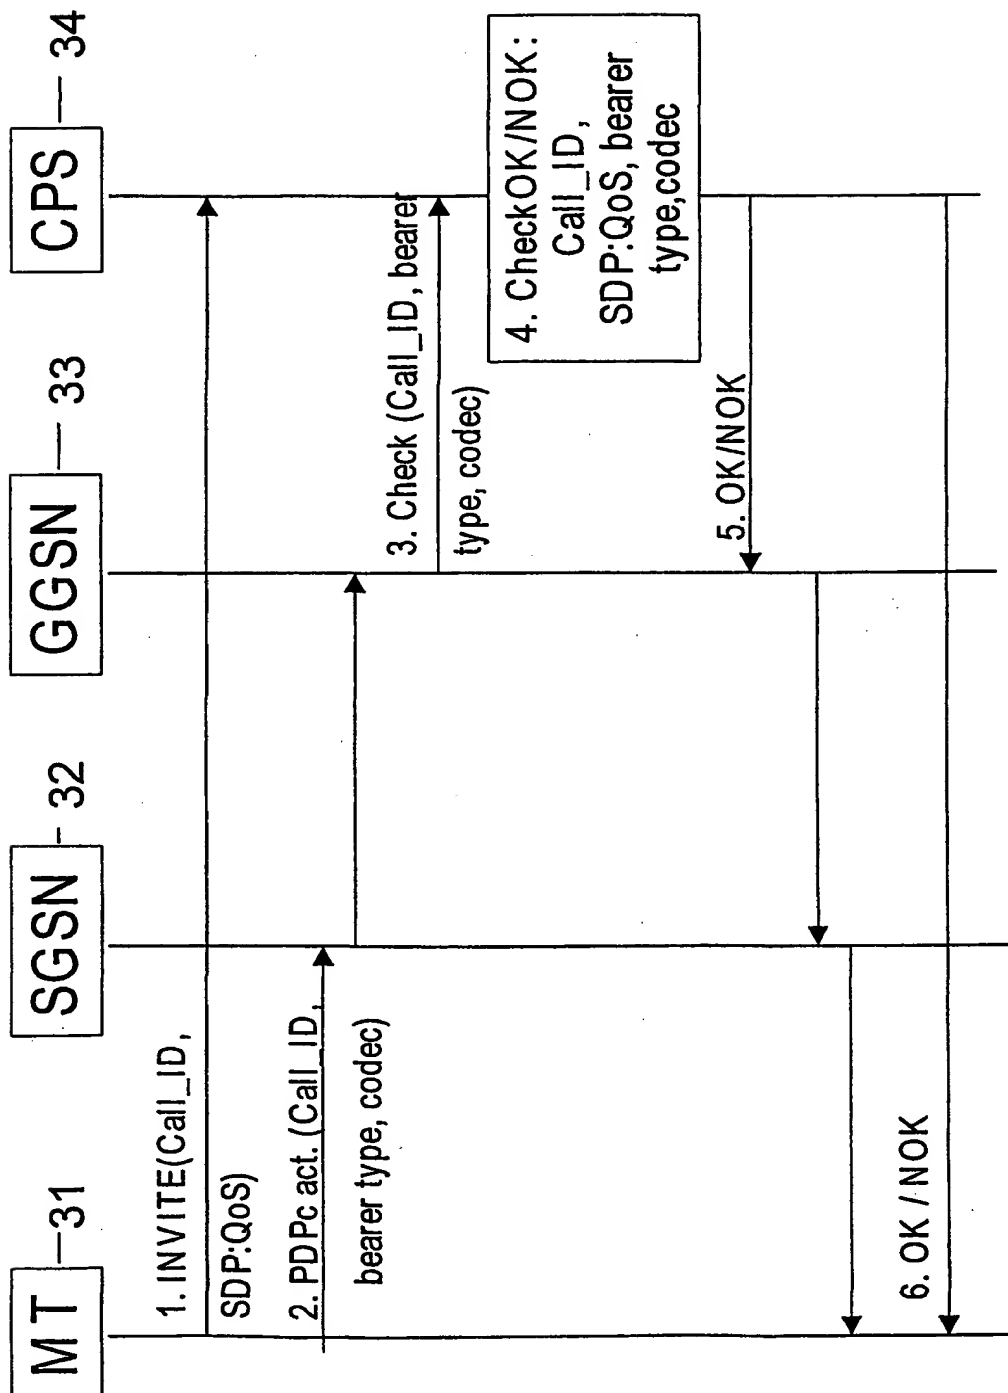 MT 31
SGSN 32
GGSN 33
CPS 34
1. INVITE(Call_ID,
SDP:QoS)
2. PDPc act. (Call_ID,
bearer type, codec)
3. Check (Call_ID, bearer
type, codec)
4. CheckOK/NOK:
Call_ID,
SDP:QoS, bearer
type,codec
5. OK/NOK
6. OK / NOK